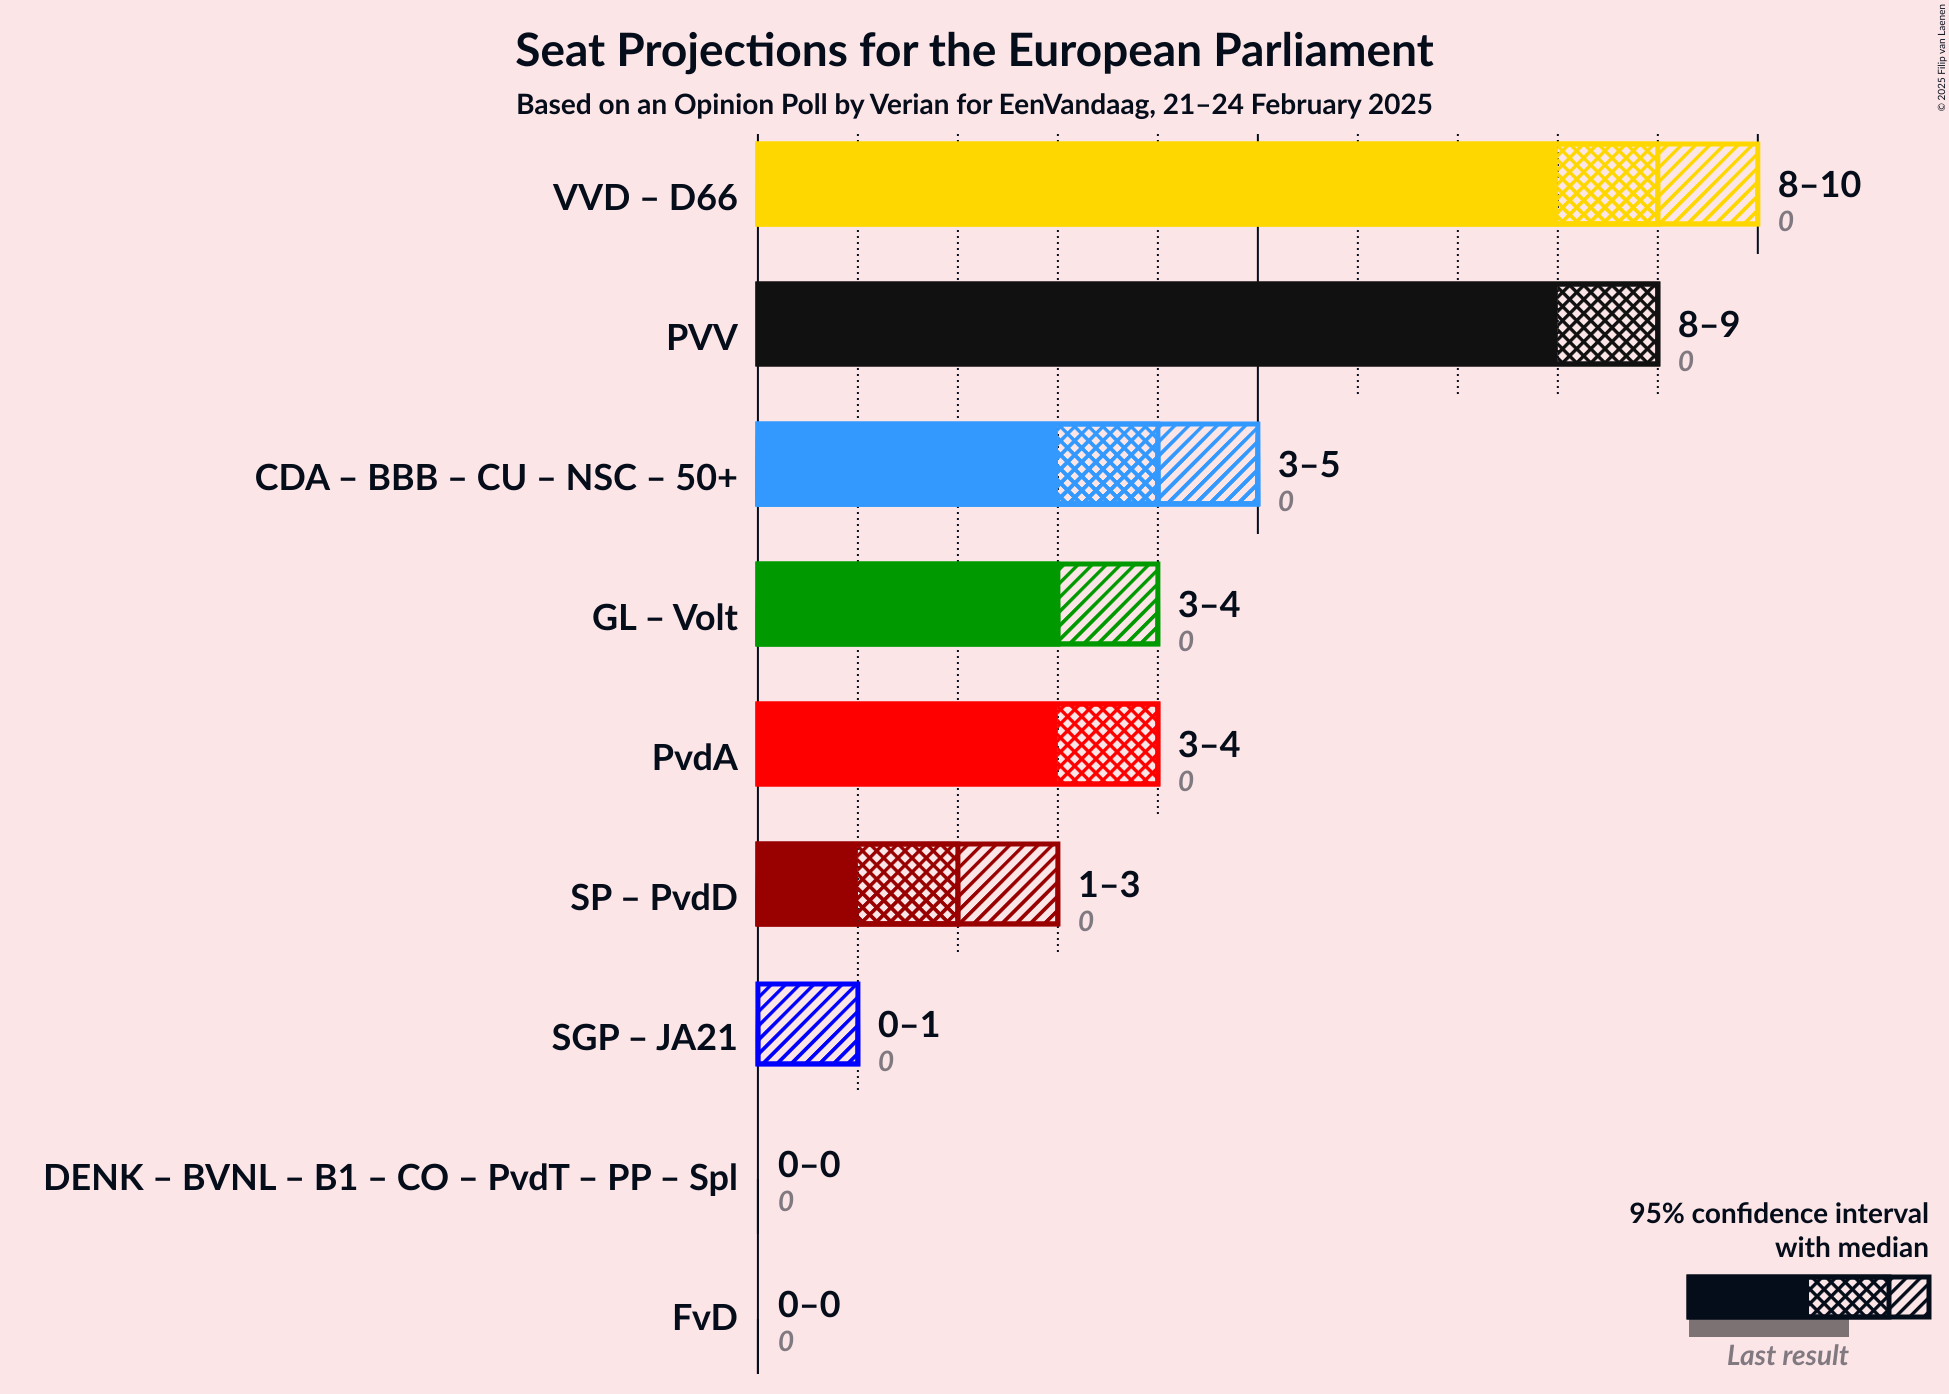 Seat Projections for the European Parliament
Based on an Opinion Poll by Verian for EenVandaag, 21–24 February 2025
© 2025 Filip van Laenen
VVD – D66
8–10
0
PVV
8–9
0
CDA – BBB – CU – NSC – 50+
3–5
0
GL – Volt
3–4
0
PvdA
3–4
0
SP – PvdD
1–3
0
SGP – JA21
0–1
0
DENK – BVNL – B1 – CO – PvdT – PP – Spl
0–0
0
FvD
0–0
0
95% confidence interval
with median
Last result